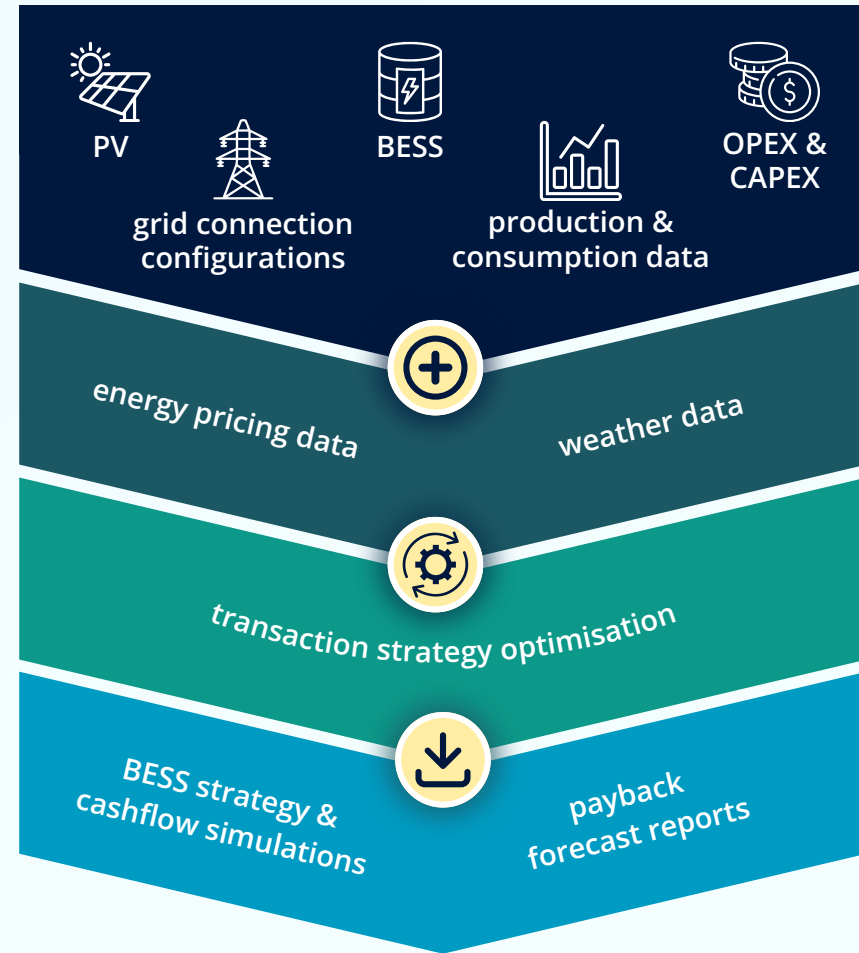 PV
BESS
OPEX &
CAPEX
grid connection
configurations
production &
consumption data
energy pricing data
weather data
transaction strategy optimisation
BESS strategy &
cashflow simulations
payback
forecast reports